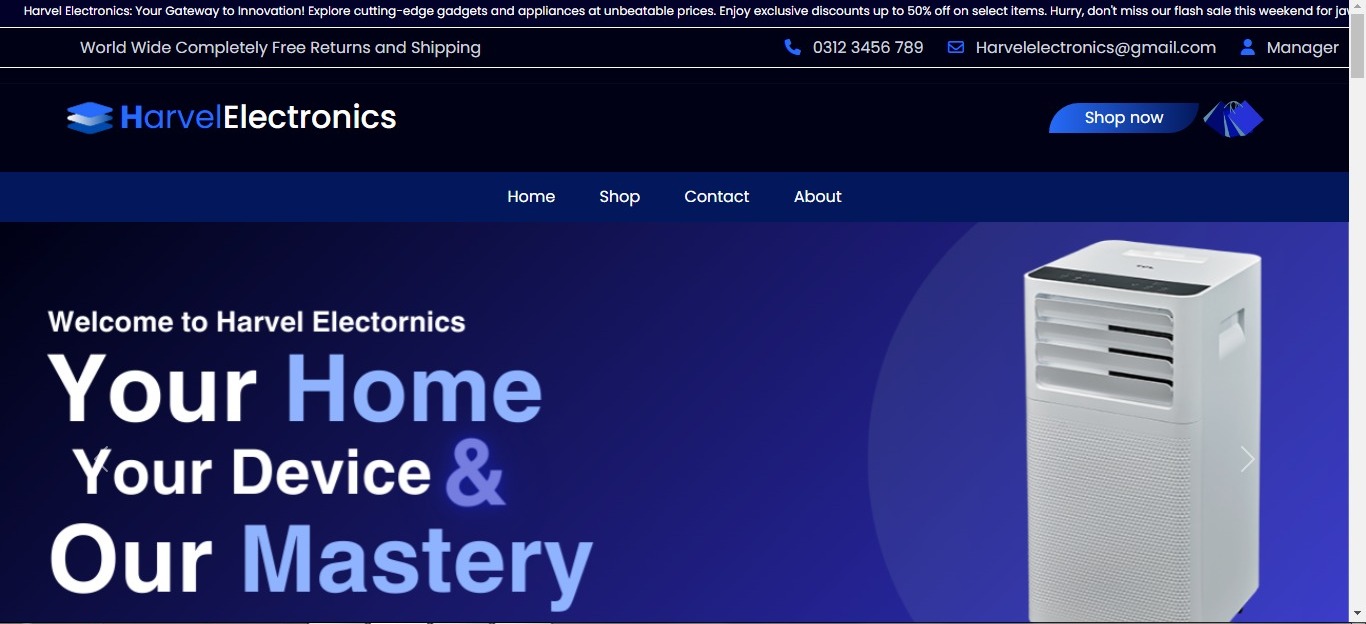 Harvel Electronics: Your Gateway to Innovation! Explore cutting-edge gadgets and appliances at unbeatable prices. Enjoy exclusive discounts up to 50% off on select items. Hurry, don't miss our flash sale this weekend for
World Wide Completely Free Returns and Shipping
0312 3456 789
Harvelelectronics@gmail.com
Manager
HarvelElectronics
Shop now
Home Shop Contact About
Welcome to Harvel Electornics
Your Home
Your Device &
Our Mastery
TCL